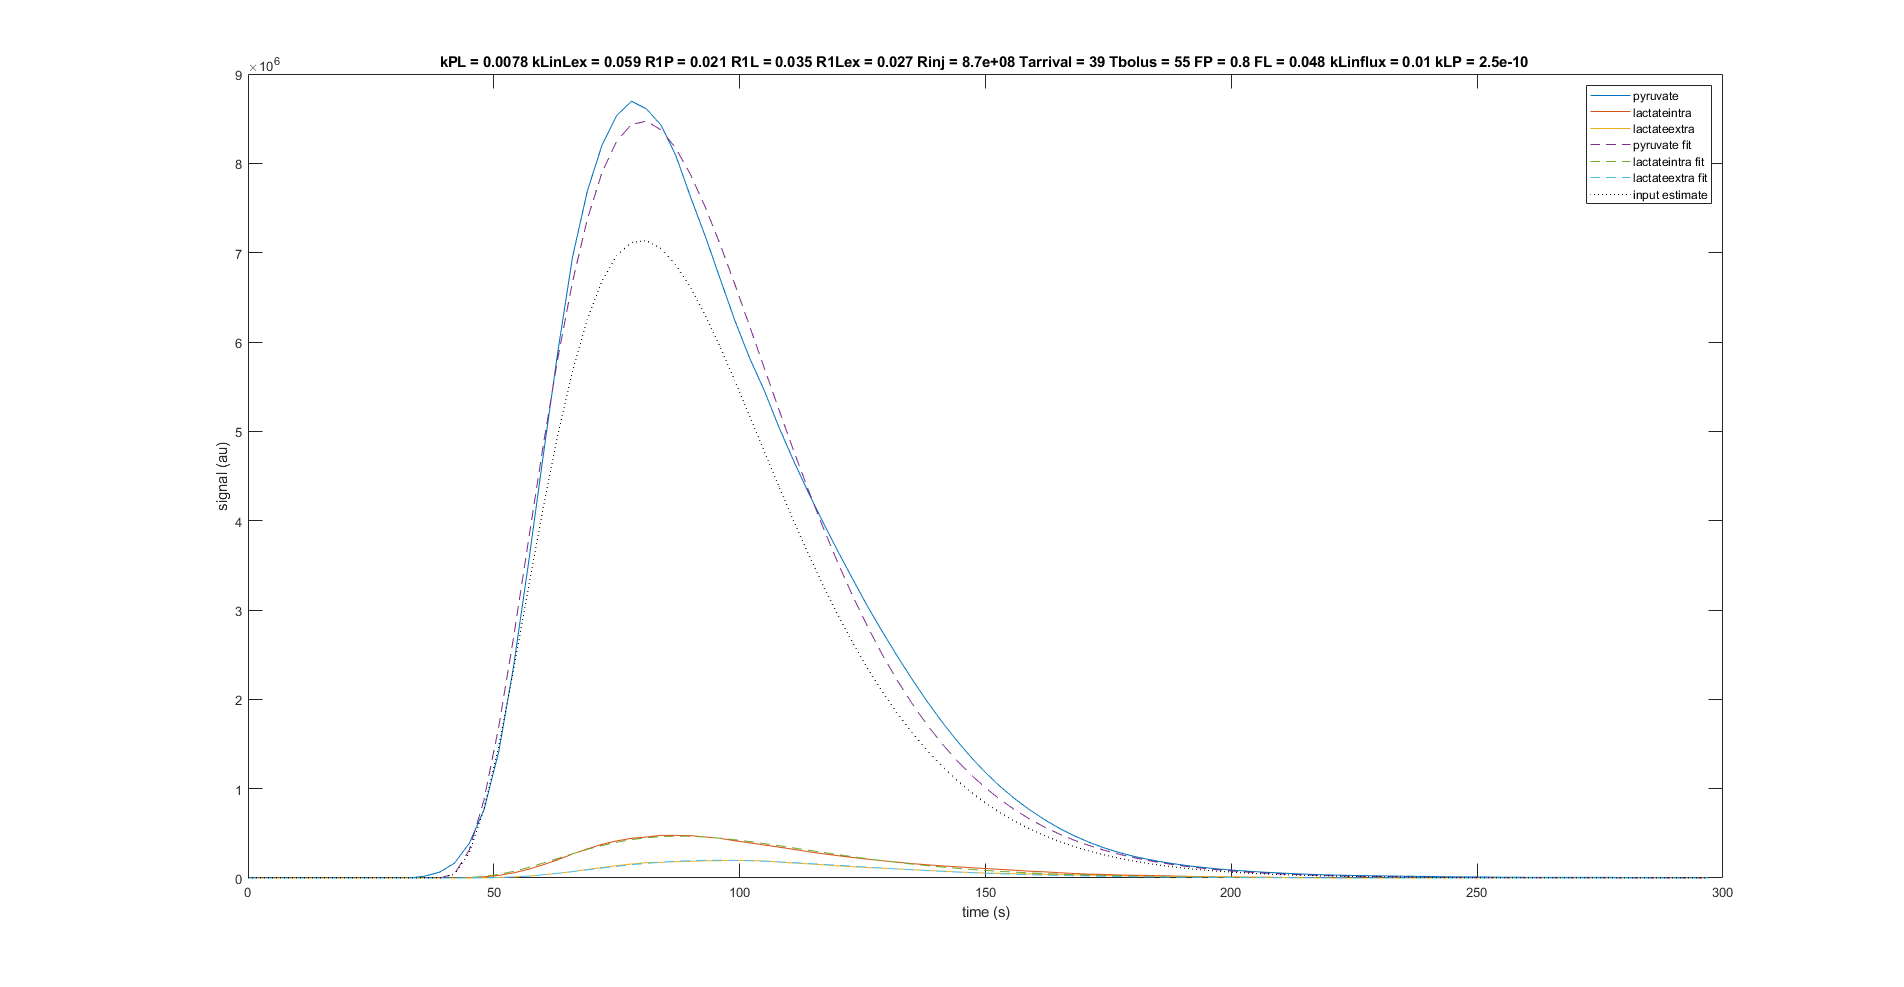 kPL = 0.0078 kLinLex = 0.059 R1P = 0.021 R1L = 0.035 R1Lex = 0.027 Rinj = 8.7e+08 Tarrival = 39 Tbolus = 55 FP = 0.8 FL = 0.048 kLinflux = 0.01 kLP = 2.5e-10
×10⁶
9
8
7
6
5
4
3
2
1
0
signal (au)
pyruvate
lactateintra
lactateextra
pyruvate fit
lactateintra fit
lactateextra fit
input estimate
0 50 100 150 200 250 300
time (s)